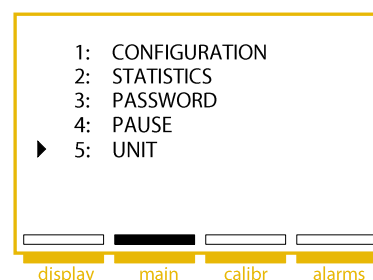 1: CONFIGURATION
2: STATISTICS
3: PASSWORD
4: PAUSE
5: UNIT
display main calibr alarms